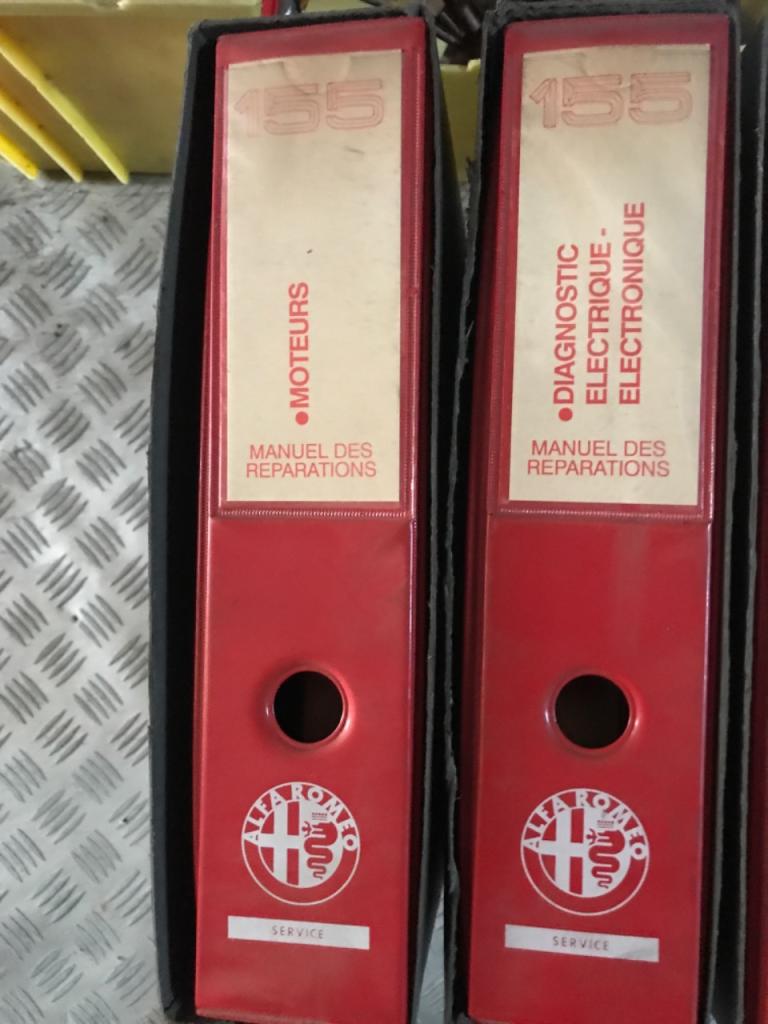 155
●MOTEURS
MANUEL DES
REPARATIONS
ALFA ROMEO
SERVICE
155
●DIAGNOSTIC
ELECTRIQUE -
ELECTRONIQUE
MANUEL DES
REPARATIONS
ALFA ROMEO
SERVICE